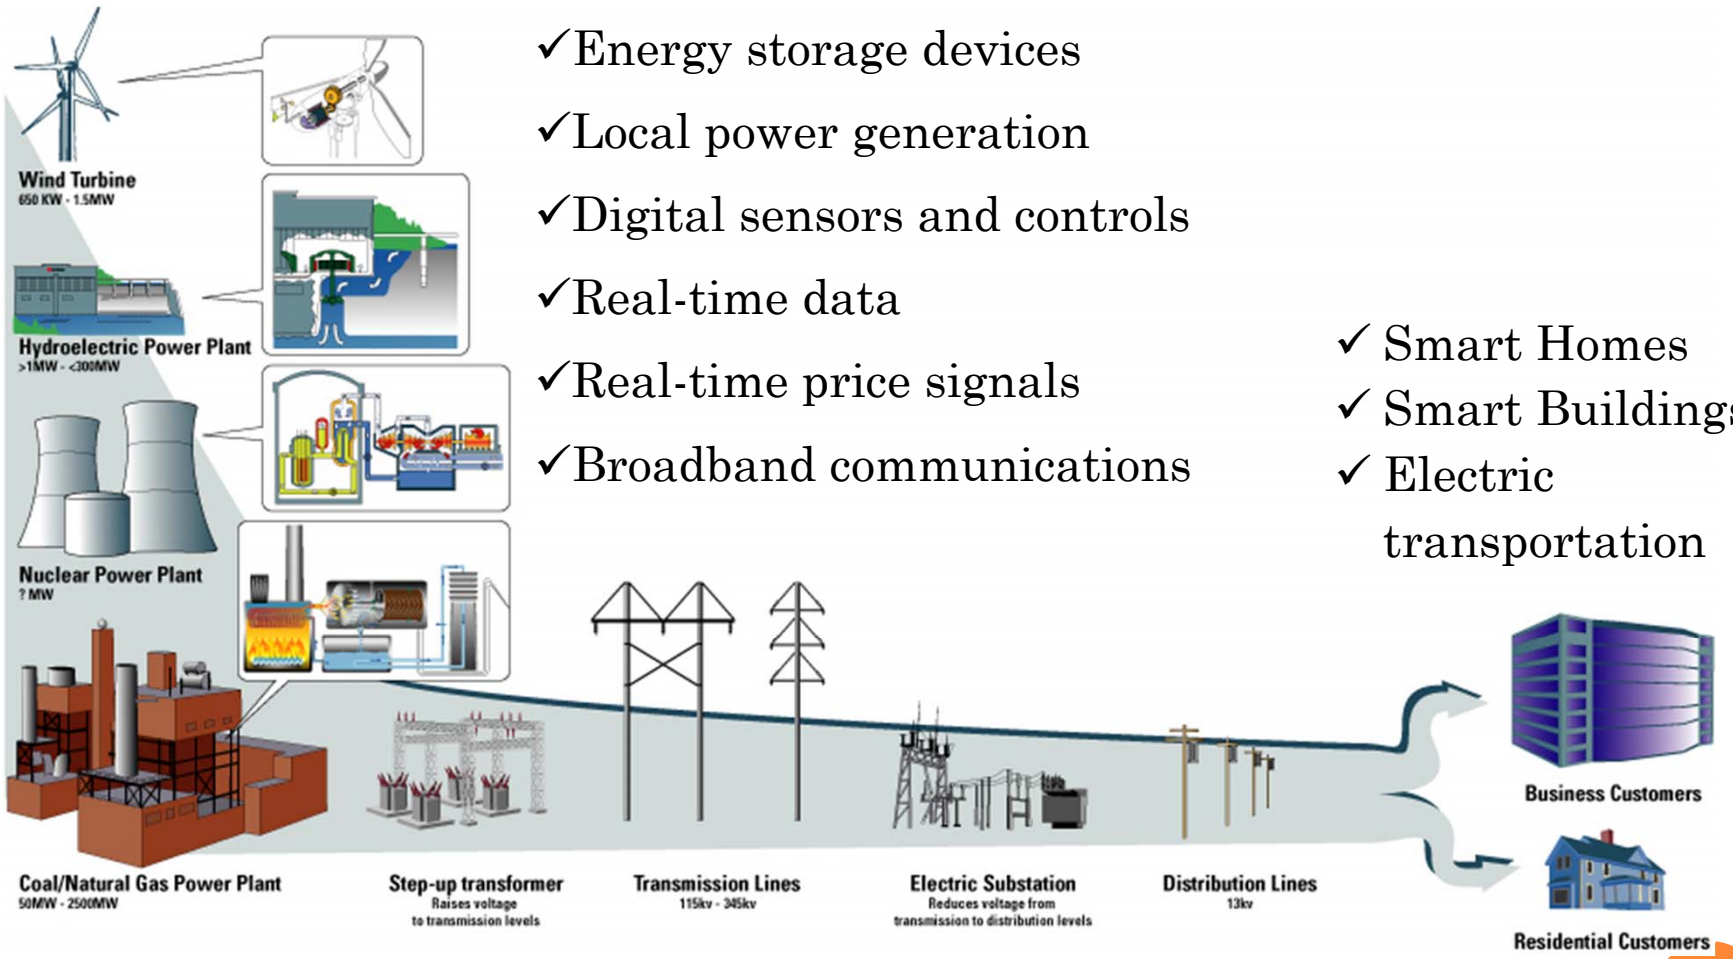 ✓Energy storage devices
✓Local power generation
✓Digital sensors and controls
✓Real-time data
✓Real-time price signals
✓Broadband communications
✓ Smart Homes
✓ Smart Buildings
✓ Electric
transportation
Wind Turbine
650 KW - 1.5MW
Hydroelectric Power Plant
>1MW - <300MW
Nuclear Power Plant
? MW
Coal/Natural Gas Power Plant
50MW - 2500MW
Step-up transformer
Raises voltage
to transmission levels
Transmission Lines
115kv - 345kv
Electric Substation
Reduces voltage from
transmission to distribution levels
Distribution Lines
13kv
Business Customers
Residential Customers